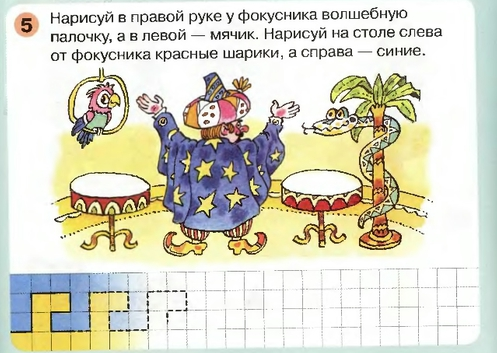 5 Нарисуй в правой руке у фокусника волшебную
палочку, а в левой — мячик. Нарисуй на столе слева
от фокусника красные шарики, а справа — синие.